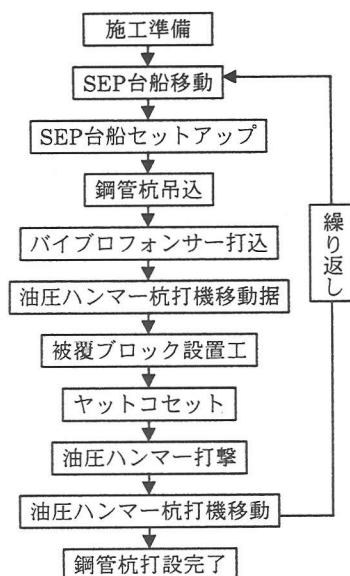 施工準備
SEP台船移動
SEP台船セットアップ
鋼管杭吊込
バイブロフォンサー打込
油圧ハンマー杭打機移動据
被覆ブロック設置工
ヤットコセット
油圧ハンマー打撃
油圧ハンマー杭打機移動
鋼管杭打設完了
繰り返し